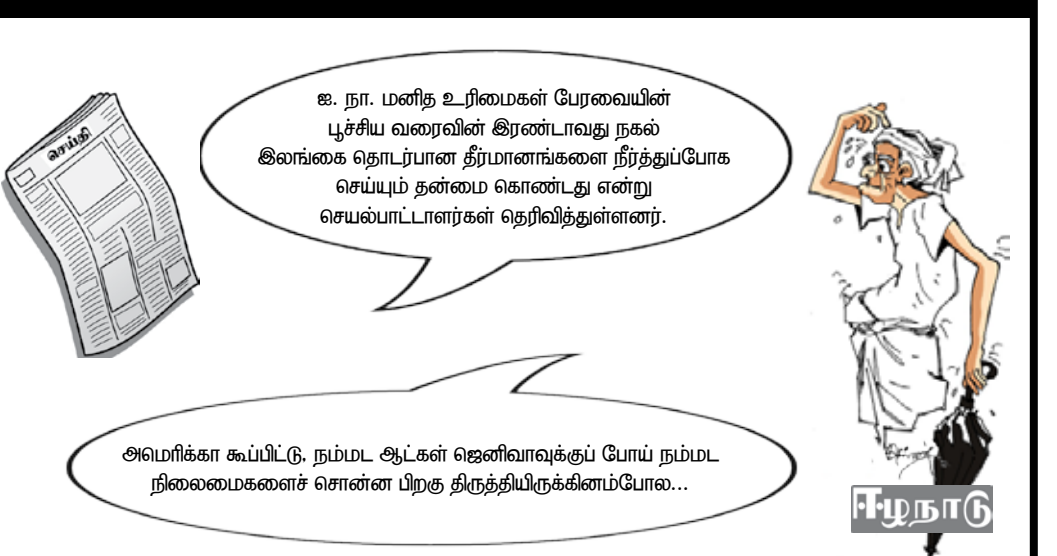 செய்தி
ஐ. நா. மனித உரிமைகள் பேரவையின்
பூச்சிய வரைவின் இரண்டாவது நகல்
இலங்கை தொடர்பான தீர்மானங்களை நீர்த்துப்போக
செய்யும் தன்மை கொண்டது என்று
செயல்பாட்டாளர்கள் தெரிவித்துள்ளனர்.
அமெரிக்கா கூப்பிட்டு, நம்மட ஆட்கள் ஜெனிவாவுக்குப் போய் நம்மட
நிலைமைகளைச் சொன்ன பிறகு திருத்தியிருக்கினம்போல...
ஈழநாடு